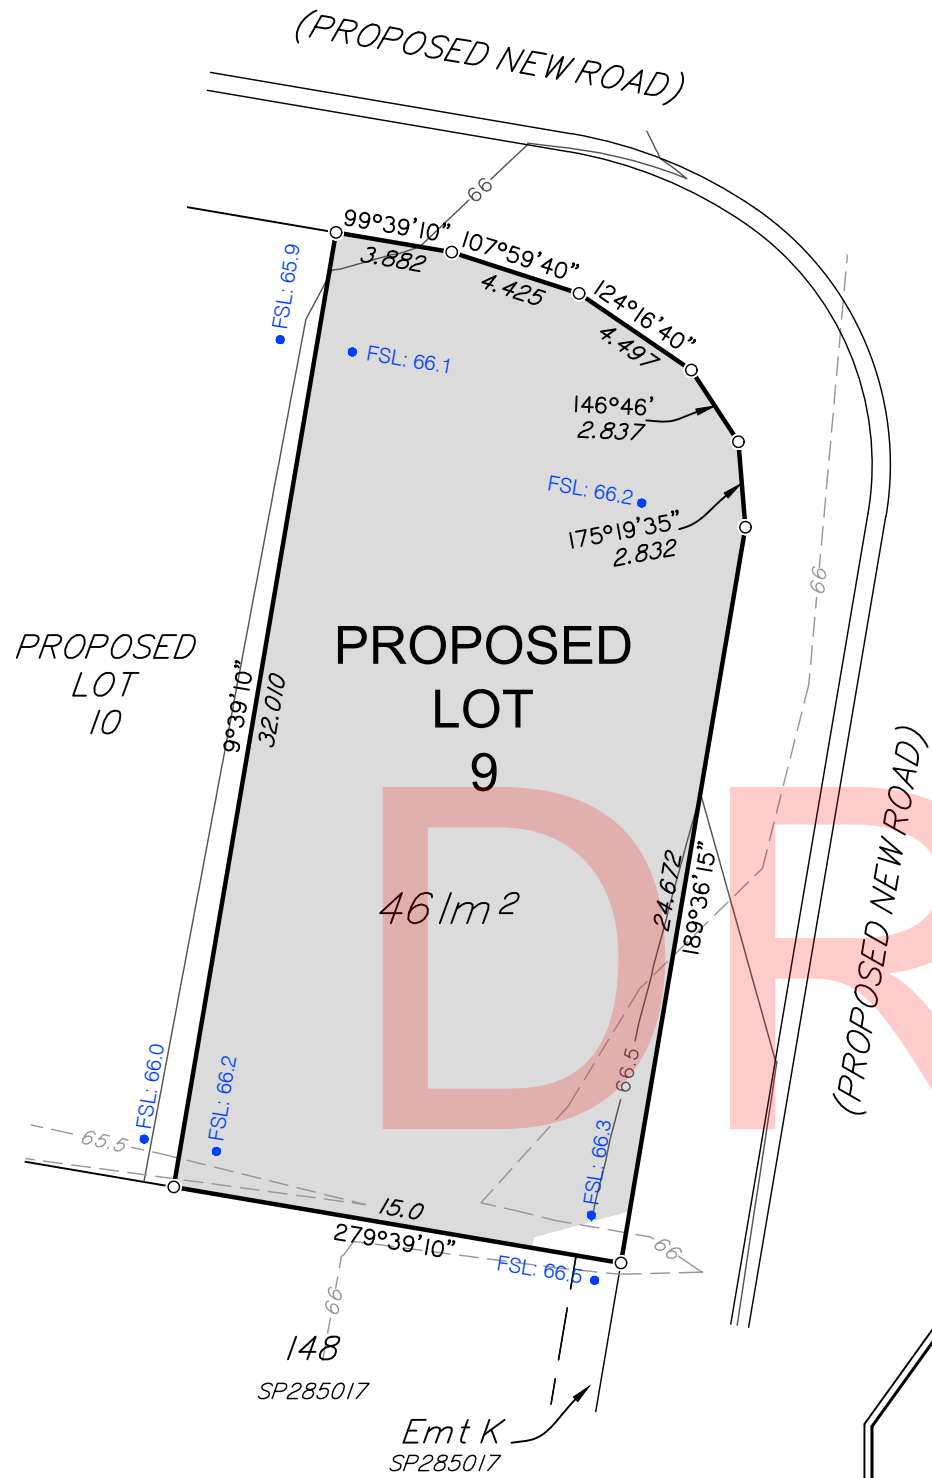 (PROPOSED NEW ROAD)
66
99°39'10"
3.882
107°59'40"
4.425
124°16'40"
4.497
FSL: 65.9
FSL: 66.1
146°46'
2.837
FSL: 66.2
175°19'35"
2.832
66
PROPOSED
LOT
10
9°39'10"
32.010
PROPOSED
LOT
9
461m²
24.672
189°36'15"
(PROPOSED NEW ROAD)
DR
66.5
FSL: 66.0
FSL: 66.2
FSL: 66.3
65.5
15.0
279°39'10"
66
FSL: 66.5
66
148
SP285017
Emt K
SP285017